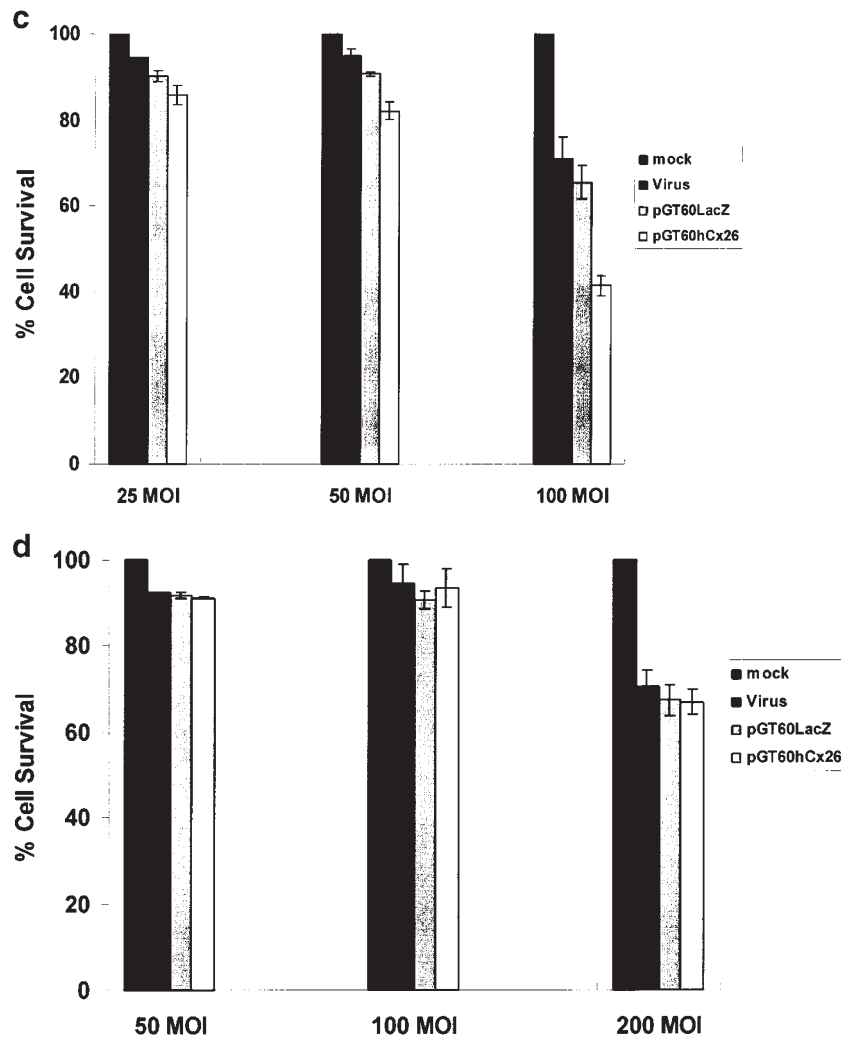 c
100
80
60
40
20
0
% Cell Survival
25 MOI
50 MOI
100 MOI
mock
Virus
pGT60LacZ
pGT60hCx26
d
100
80
60
40
20
0
% Cell Survival
50 MOI
100 MOI
200 MOI
mock
Virus
pGT60LacZ
pGT60hCx26